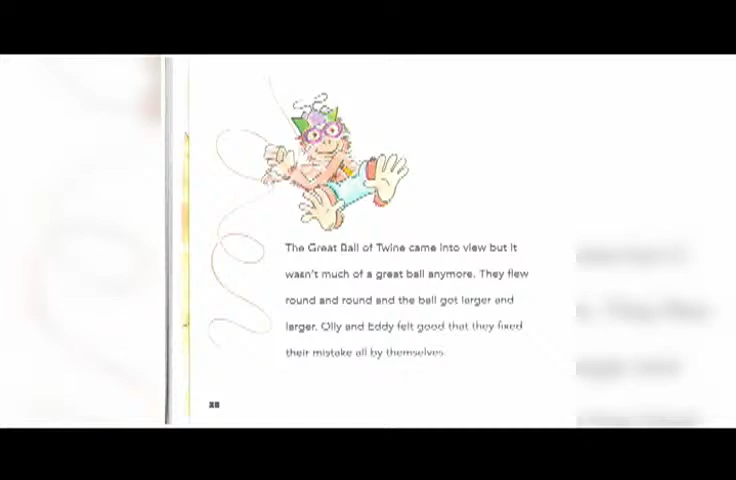 The Great Ball of Twine came into view but it
wasn't much of a great ball anymore. They flew
round and round and the ball got larger and
larger. Olly and Eddy felt good that they fixed
their mistake all by themselves.
28